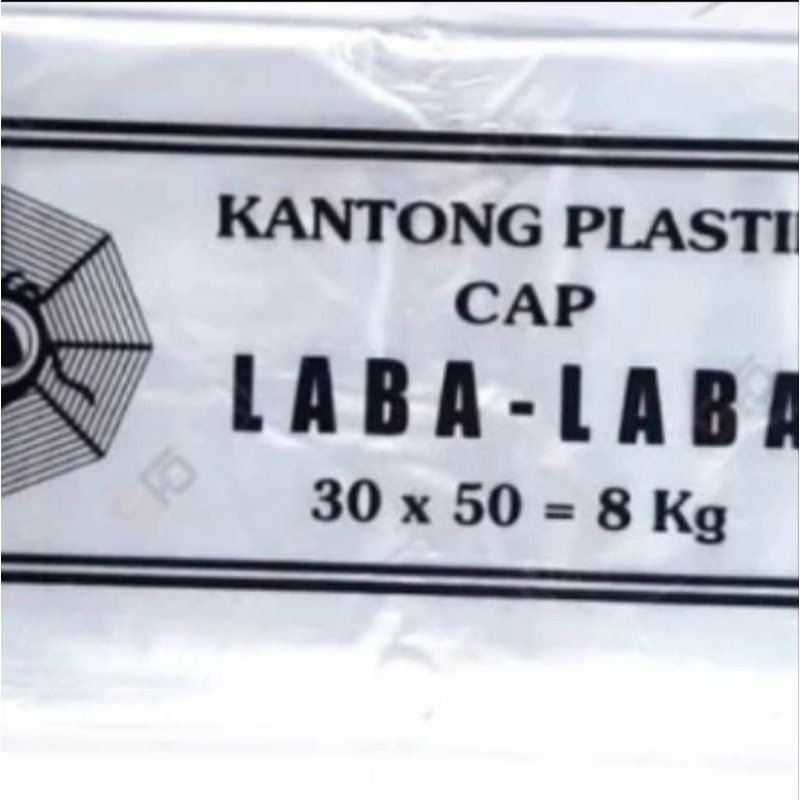 KANTONG PLASTI
CAP
LABA-LABA
30 x 50 = 8 Kg